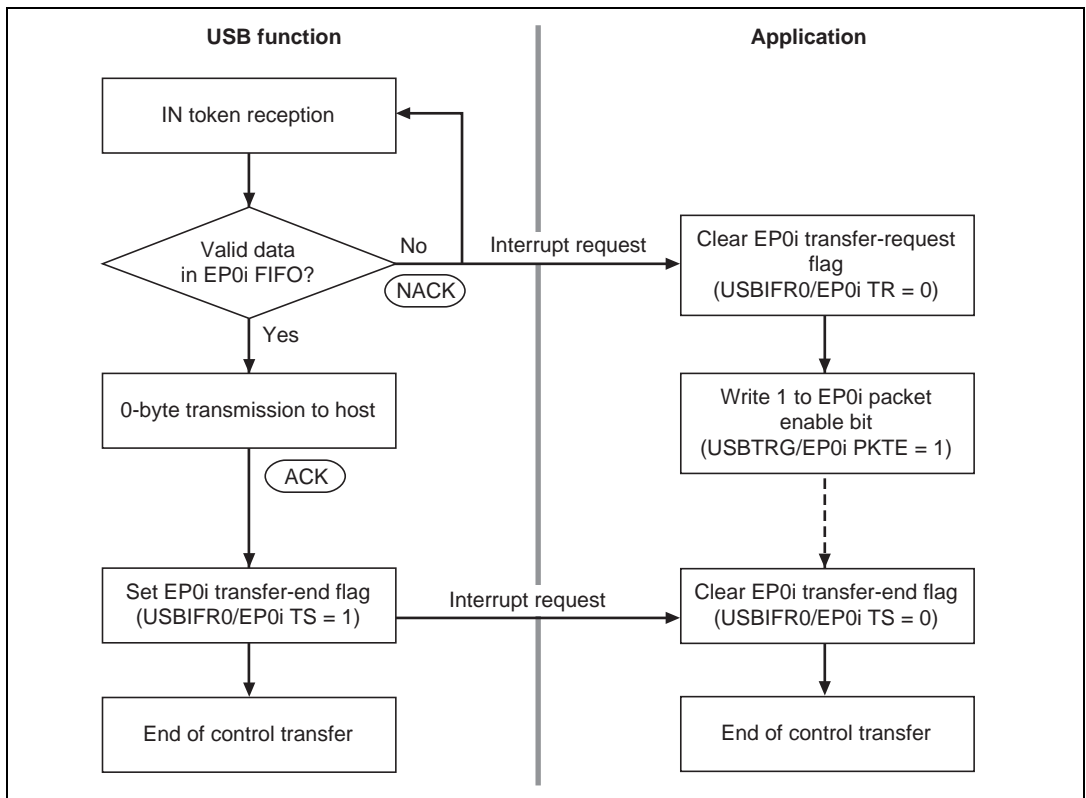 USB function
Application
IN token reception
Valid data
in EP0i FIFO?
No
NACK
Interrupt request
Clear EP0i transfer-request
flag
(USBIFR0/EP0i TR = 0)
Yes
0-byte transmission to host
Write 1 to EP0i packet
enable bit
(USBTRG/EP0i PKTE = 1)
ACK
Set EP0i transfer-end flag
(USBIFR0/EP0i TS = 1)
Interrupt request
Clear EP0i transfer-end flag
(USBIFR0/EP0i TS = 0)
End of control transfer
End of control transfer